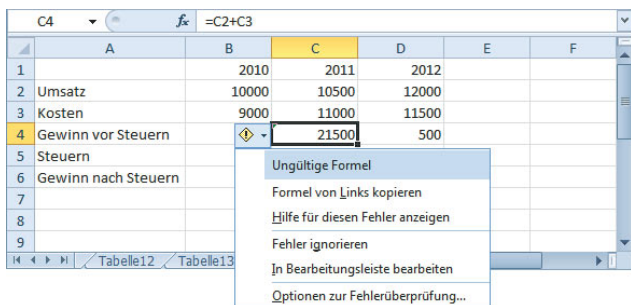 C4 fx =C2+C3
A B C D E F
1 2010 2011 2012
2 Umsatz 10000 10500 12000
3 Kosten 9000 11000 11500
4 Gewinn vor Steuern 21500 500
5 Steuern
6 Gewinn nach Steuern
7
8
9
Ungültige Formel
Formel von Links kopieren
Hilfe für diesen Fehler anzeigen
Fehler ignorieren
In Bearbeitungsleiste bearbeiten
Optionen zur Fehlerüberprüfung...
Tabelle12 Tabelle13